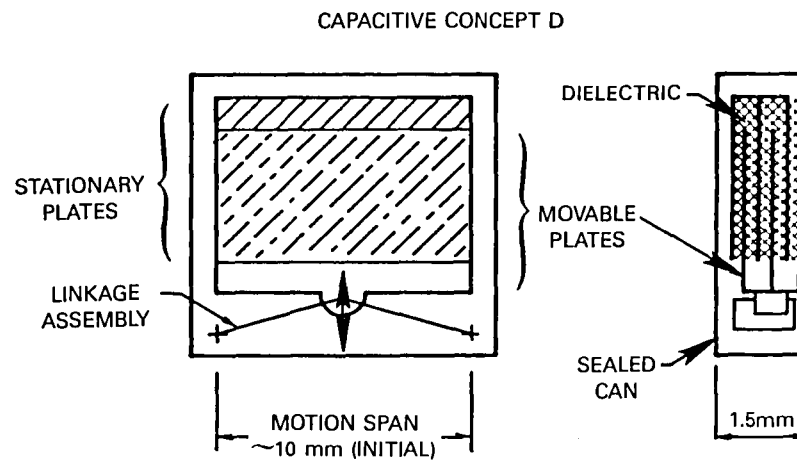 CAPACITIVE CONCEPT D
DIELECTRIC
STATIONARY
PLATES
MOVABLE
PLATES
LINKAGE
ASSEMBLY
SEALED
CAN
MOTION SPAN
~10 mm (INITIAL)
1.5mm